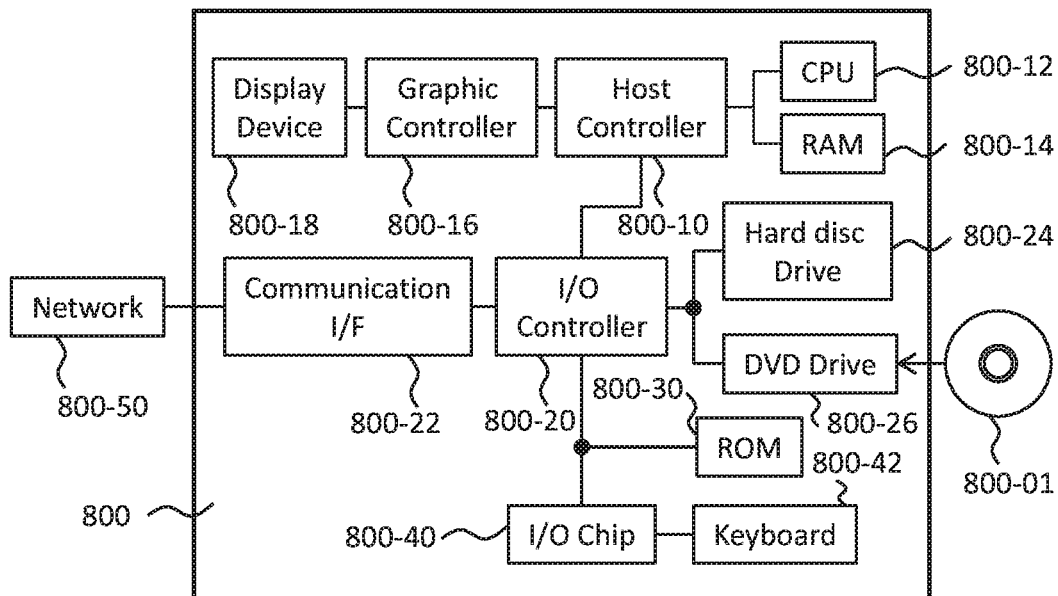 Display
Device
Graphic
Controller
Host
Controller
CPU
RAM
800-12
800-14
800-18
800-16
800-10
Hard disc
Drive
800-24
Network
Communication
I/F
I/O
Controller
DVD Drive
800-50
800-22
800-20
800-30
800-26
ROM
800-42
800-01
800
800-40
I/O Chip
Keyboard